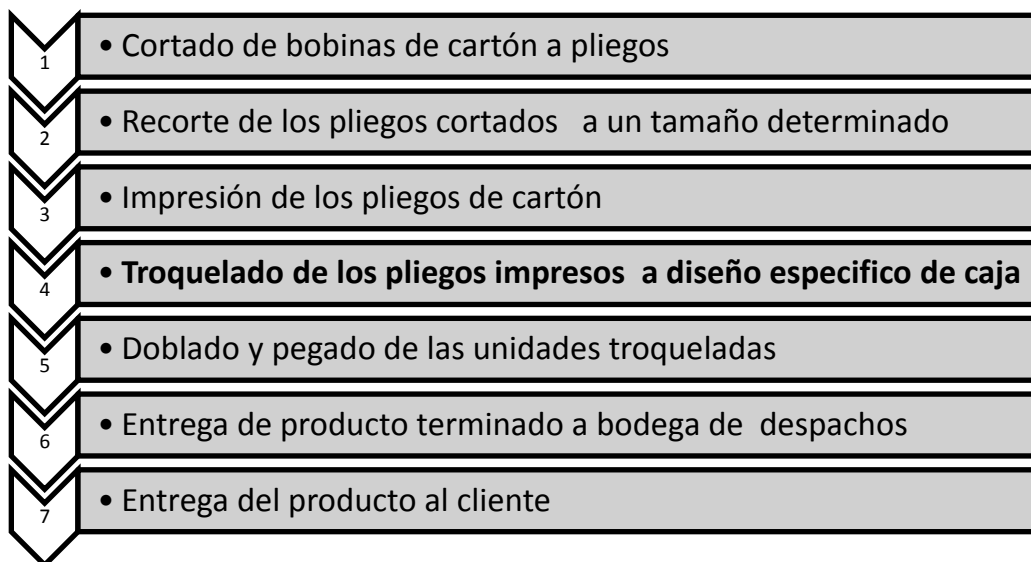 1 • Cortado de bobinas de cartón a pliegos
2 • Recorte de los pliegos cortados a un tamaño determinado
3 • Impresión de los pliegos de cartón
4 • Troquelado de los pliegos impresos a diseño especifico de caja
5 • Doblado y pegado de las unidades troqueladas
6 • Entrega de producto terminado a bodega de despachos
7 • Entrega del producto al cliente